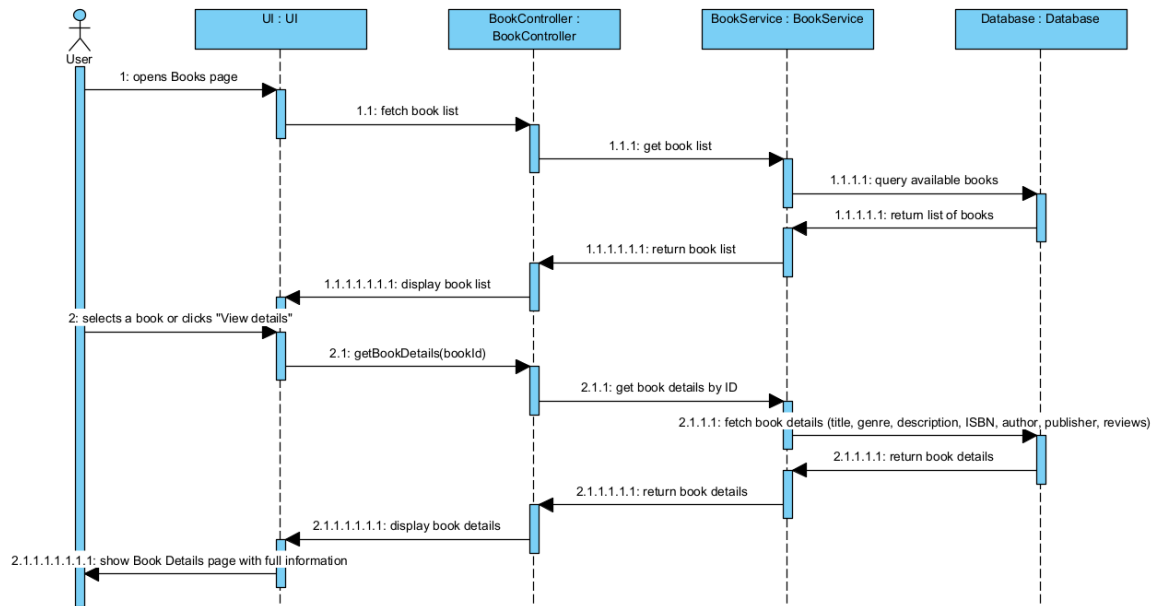 UI : UI
BookController :
BookController
BookService : BookService
Database : Database
User
1: opens Books page
1.1: fetch book list
1.1.1: get book list
1.1.1.1: query available books
1.1.1.1.1: return list of books
1.1.1.1.1.1: return book list
1.1.1.1.1.1.1: display book list
2: selects a book or clicks "View details"
2.1: getBookDetails(bookId)
2.1.1: get book details by ID
2.1.1.1: fetch book details (title, genre, description, ISBN, author, publisher, reviews)
2.1.1.1.1: return book details
2.1.1.1.1.1: return book details
2.1.1.1.1.1.1: display book details
2.1.1.1.1.1.1.1: show Book Details page with full information